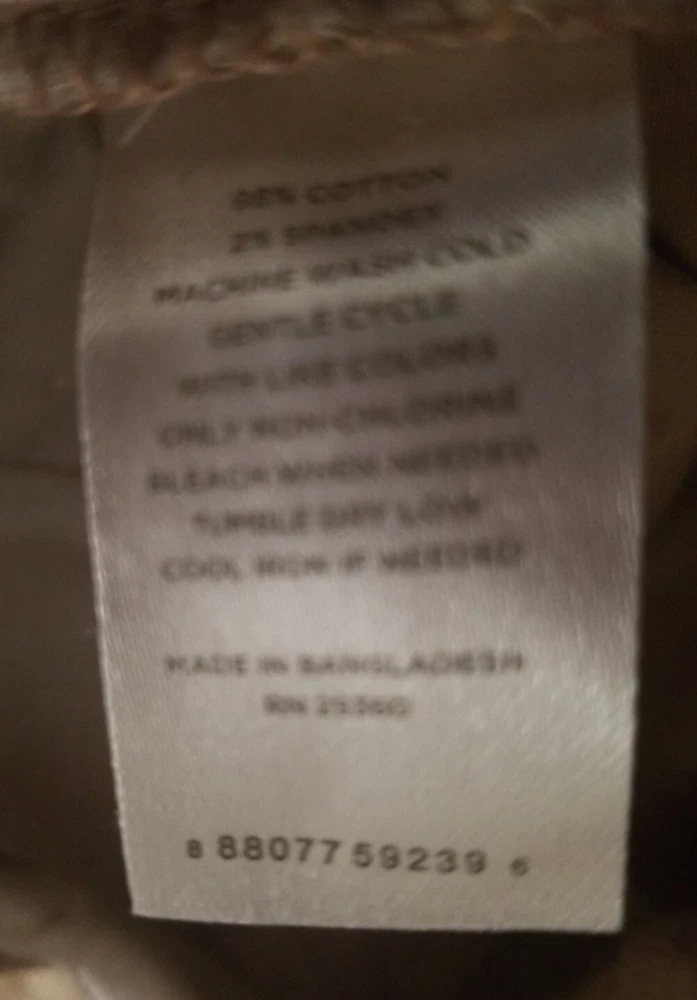 98% COTTON
2% SPANDEX
MACHINE WASH COLD
GENTLE CYCLE
WITH LIKE COLORS
ONLY NON-CHLORINE
BLEACH WHEN NEEDED
TUMBLE DRY LOW
COOL IRON IF NEEDED
MADE IN BANGLADESH
RN
8 88077 59239 6